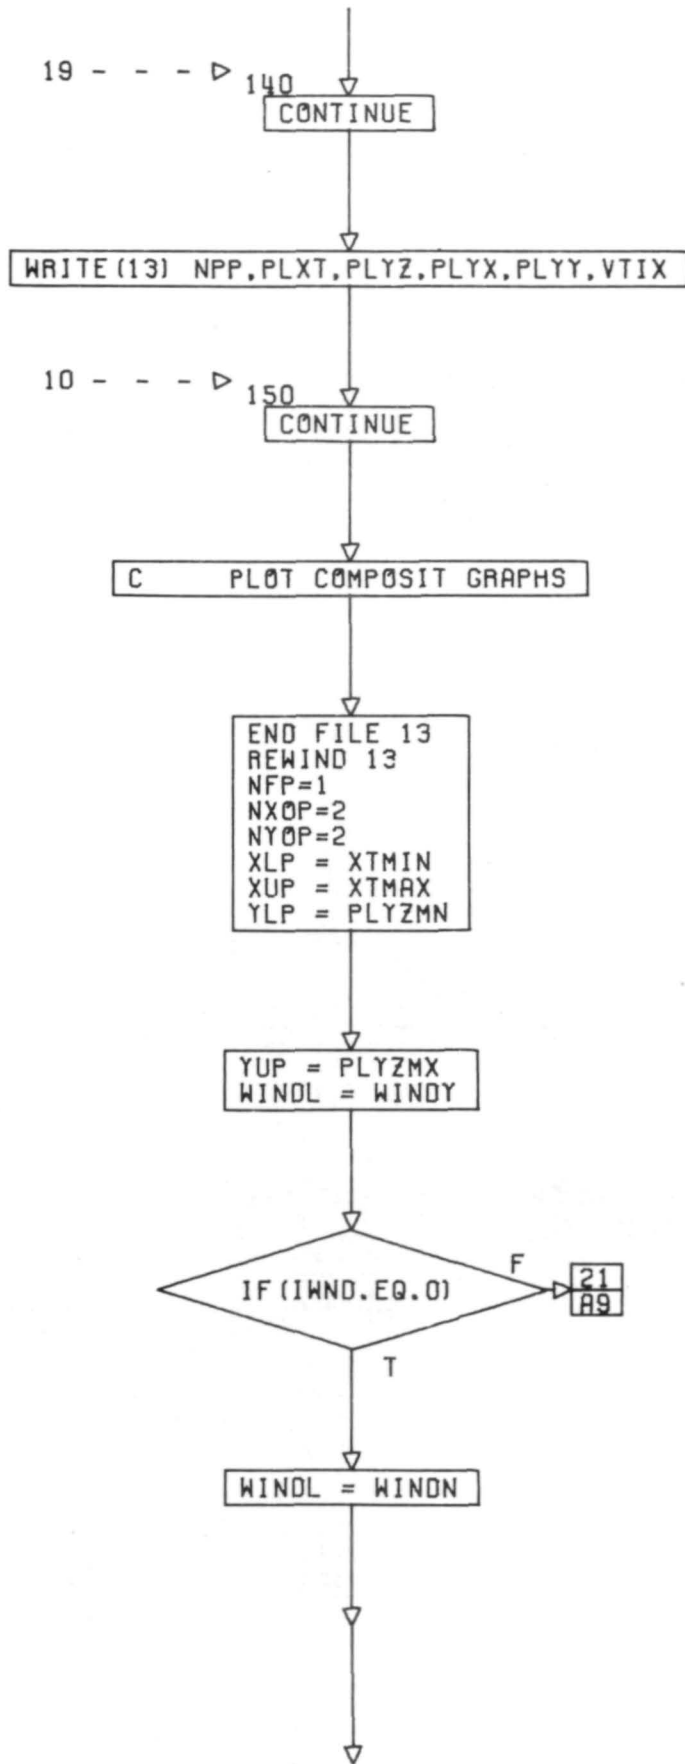 19 - - - ▷ 140
CONTINUE
WRITE(13) NPP,PLXT,PLYZ,PLYX,PLYY,VTIX
10 - - - ▷ 150
CONTINUE
C PLOT COMPOSIT GRAPHS
END FILE 13
REWIND 13
NFP=1
NXOP=2
NYOP=2
XLP = XTMIN
XUP = XTMAX
YLP = PLYZMN
YUP = PLYZMX
WINDL = WINDY
IF(IWND.EQ.0)
F
21
A9
T
WINDL = WINDN